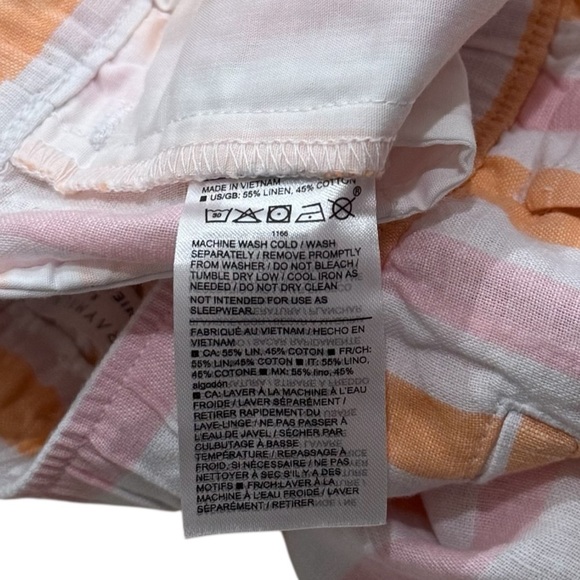 MADE IN VIETNAM
■ US/GB: 55% LINEN, 45% COTTON
30
®
1166
MACHINE WASH COLD / WASH
SEPARATELY / REMOVE PROMPTLY
FROM WASHER / DO NOT BLEACH /
TUMBLE DRY LOW / COOL IRON AS
NEEDED / DO NOT DRY CLEAN
NOT INTENDED FOR USE AS
SLEEPWEAR.
FABRIQUÉ AU VIETNAM / HECHO EN
VIETNAM
■ CA: 55% LIN, 45% COTON ■ FR/CH:
55% LIN, 45% COTON ■ IT: 55% LINO,
45% COTONE ■ MX: 55% lino, 45%
algodón
■ CA: LAVER À LA MACHINE À L'EAU
FROIDE / LAVER SÉPARÉMENT /
RETIRER RAPIDEMENT DU
LAVE-LINGE / NE PAS PASSER À
L'EAU DE JAVEL / SÉCHER PAR
CULBUTAGE À BASSE
TEMPÉRATURE / REPASSAGE À
FROID, SI NÉCESSAIRE / NE PAS
NETTOYER À SEC S'IL Y A DES
MOTIFS ■ FR/CH:LAVER À LA
MACHINE À L'EAU FROIDE / LAVER
SÉPARÉMENT / RETIRER